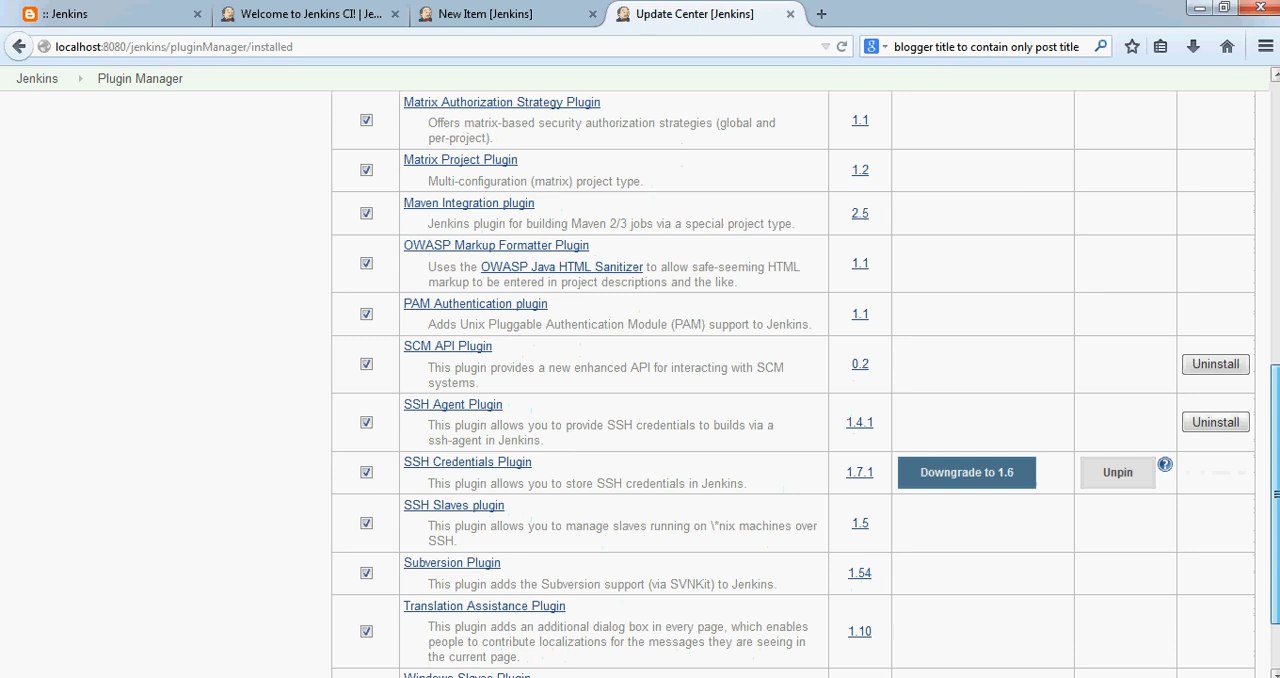 :: Jenkins
Welcome to Jenkins CI! | Je...
New Item [Jenkins]
Update Center [Jenkins]
localhost:8080/jenkins/pluginManager/installed
blogger title to contain only post title
Jenkins
Plugin Manager
Matrix Authorization Strategy Plugin
Offers matrix-based security authorization strategies (global and
per-project).
1.1
Matrix Project Plugin
Multi-configuration (matrix) project type.
1.2
Maven Integration plugin
Jenkins plugin for building Maven 2/3 jobs via a special project type.
2.5
OWASP Markup Formatter Plugin
Uses the OWASP Java HTML Sanitizer to allow safe-seeming HTML
markup to be entered in project descriptions and the like.
1.1
PAM Authentication plugin
Adds Unix Pluggable Authentication Module (PAM) support to Jenkins.
1.1
SCM API Plugin
This plugin provides a new enhanced API for interacting with SCM
systems.
0.2
Uninstall
SSH Agent Plugin
This plugin allows you to provide SSH credentials to builds via a
ssh-agent in Jenkins.
1.4.1
Uninstall
SSH Credentials Plugin
This plugin allows you to store SSH credentials in Jenkins.
1.7.1
Downgrade to 1.6
Unpin
SSH Slaves plugin
This plugin allows you to manage slaves running on \*nix machines over
SSH.
1.5
Subversion Plugin
This plugin adds the Subversion support (via SVNKit) to Jenkins.
1.54
Translation Assistance Plugin
This plugin adds an additional dialog box in every page, which enables
people to contribute localizations for the messages they are seeing in
the current page.
1.10
Windows Slaves Plugin